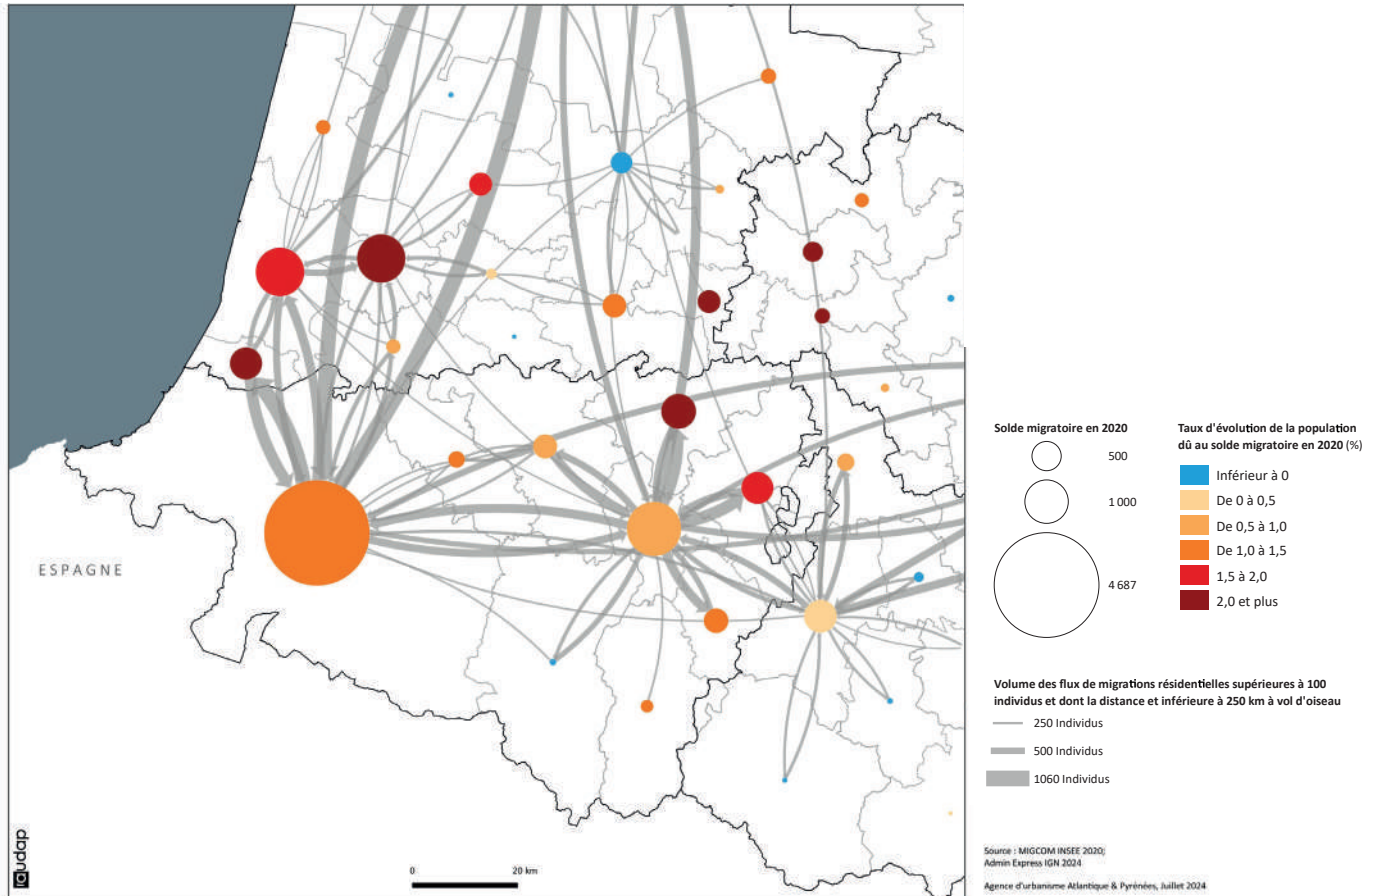 ESPAGNE
audap
0
20 km
Solde migratoire en 2020
500
1 000
4 687
Taux d'évolution de la population
dû au solde migratoire en 2020 (%)
Inférieur à 0
De 0 à 0,5
De 0,5 à 1,0
De 1,0 à 1,5
1,5 à 2,0
2,0 et plus
Volume des flux de migrations résidentielles supérieures à 100
individus et dont la distance et inférieure à 250 km à vol d'oiseau
250 Individus
500 Individus
1060 Individus
Source : MIGCOM INSEE 2020;
Admin Express IGN 2024
Agence d'urbanisme Atlantique & Pyrénées, Juillet 2024